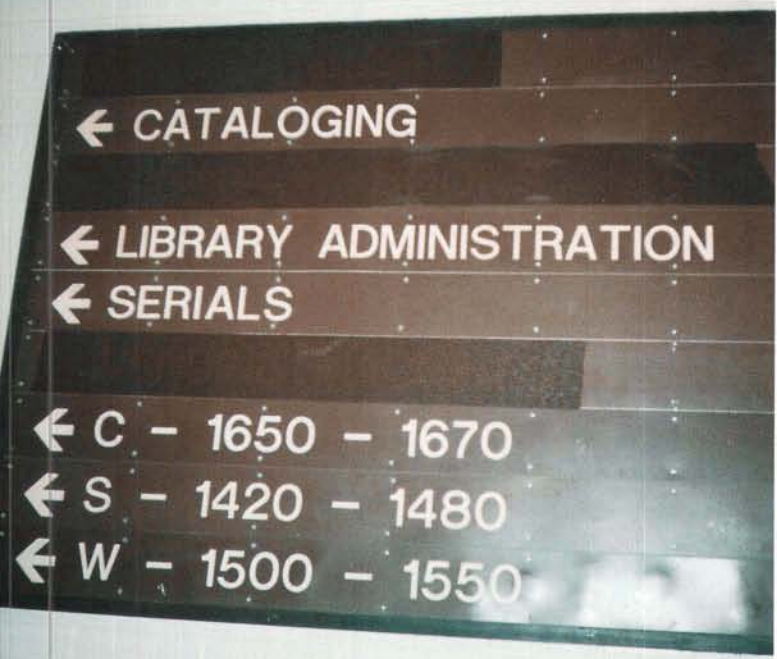 ← CATALOGING
← LIBRARY ADMINISTRATION
← SERIALS
← C - 1650 - 1670
← S - 1420 - 1480
← W - 1500 - 1550